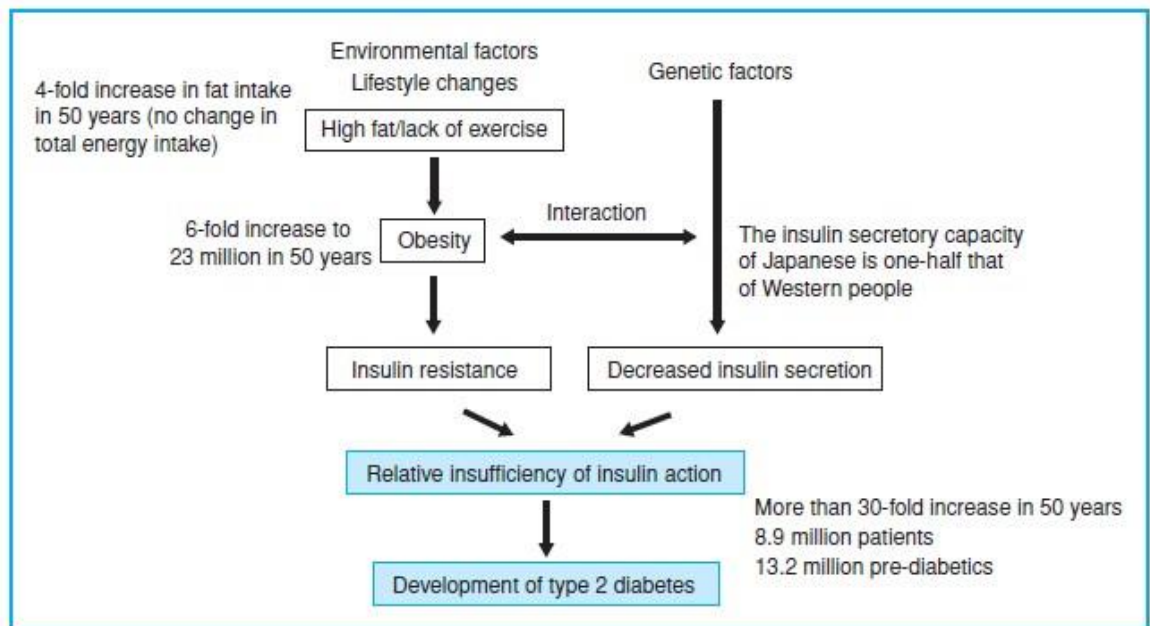 Environmental factors
Lifestyle changes
Genetic factors
4-fold increase in fat intake
in 50 years (no change in
total energy intake)
High fat/lack of exercise
Interaction
6-fold increase to
23 million in 50 years
Obesity
The insulin secretory capacity
of Japanese is one-half that
of Western people
Insulin resistance
Decreased insulin secretion
Relative insufficiency of insulin action
More than 30-fold increase in 50 years
8.9 million patients
13.2 million pre-diabetics
Development of type 2 diabetes